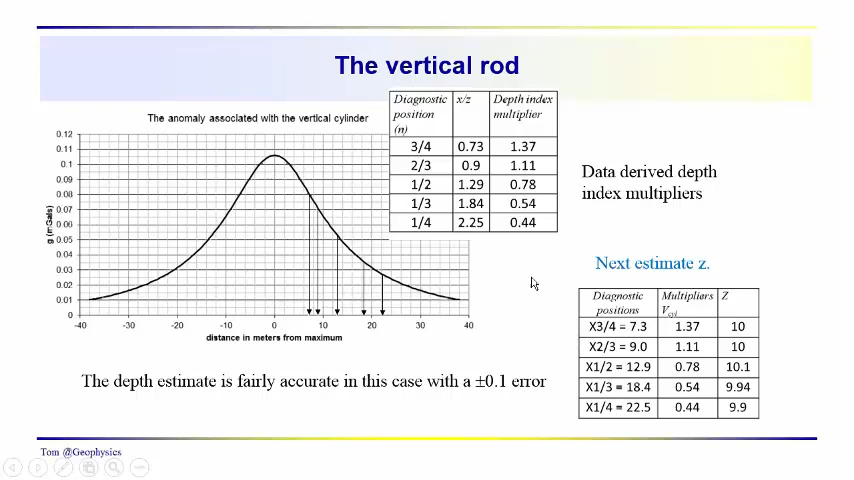 The vertical rod
The anomaly associated with the vertical cylinder
g (mGals)
0.12
0.11
0.1
0.09
0.08
0.07
0.06
0.05
0.04
0.03
0.02
0.01
0
-40 -30 -20 -10 0 10 20 30 40
distance in meters from maximum
Diagnostic position (n) x/z Depth index multiplier
3/4 0.73 1.37
2/3 0.9 1.11
1/2 1.29 0.78
1/3 1.84 0.54
1/4 2.25 0.44
Data derived depth
index multipliers
Next estimate z.
Diagnostic positions Multipliers Vcyl Z
X3/4 = 7.3 1.37 10
X2/3 = 9.0 1.11 10
X1/2 = 12.9 0.78 10.1
X1/3 = 18.4 0.54 9.94
X1/4 = 22.5 0.44 9.9
The depth estimate is fairly accurate in this case with a ±0.1 error
Tom @Geophysics